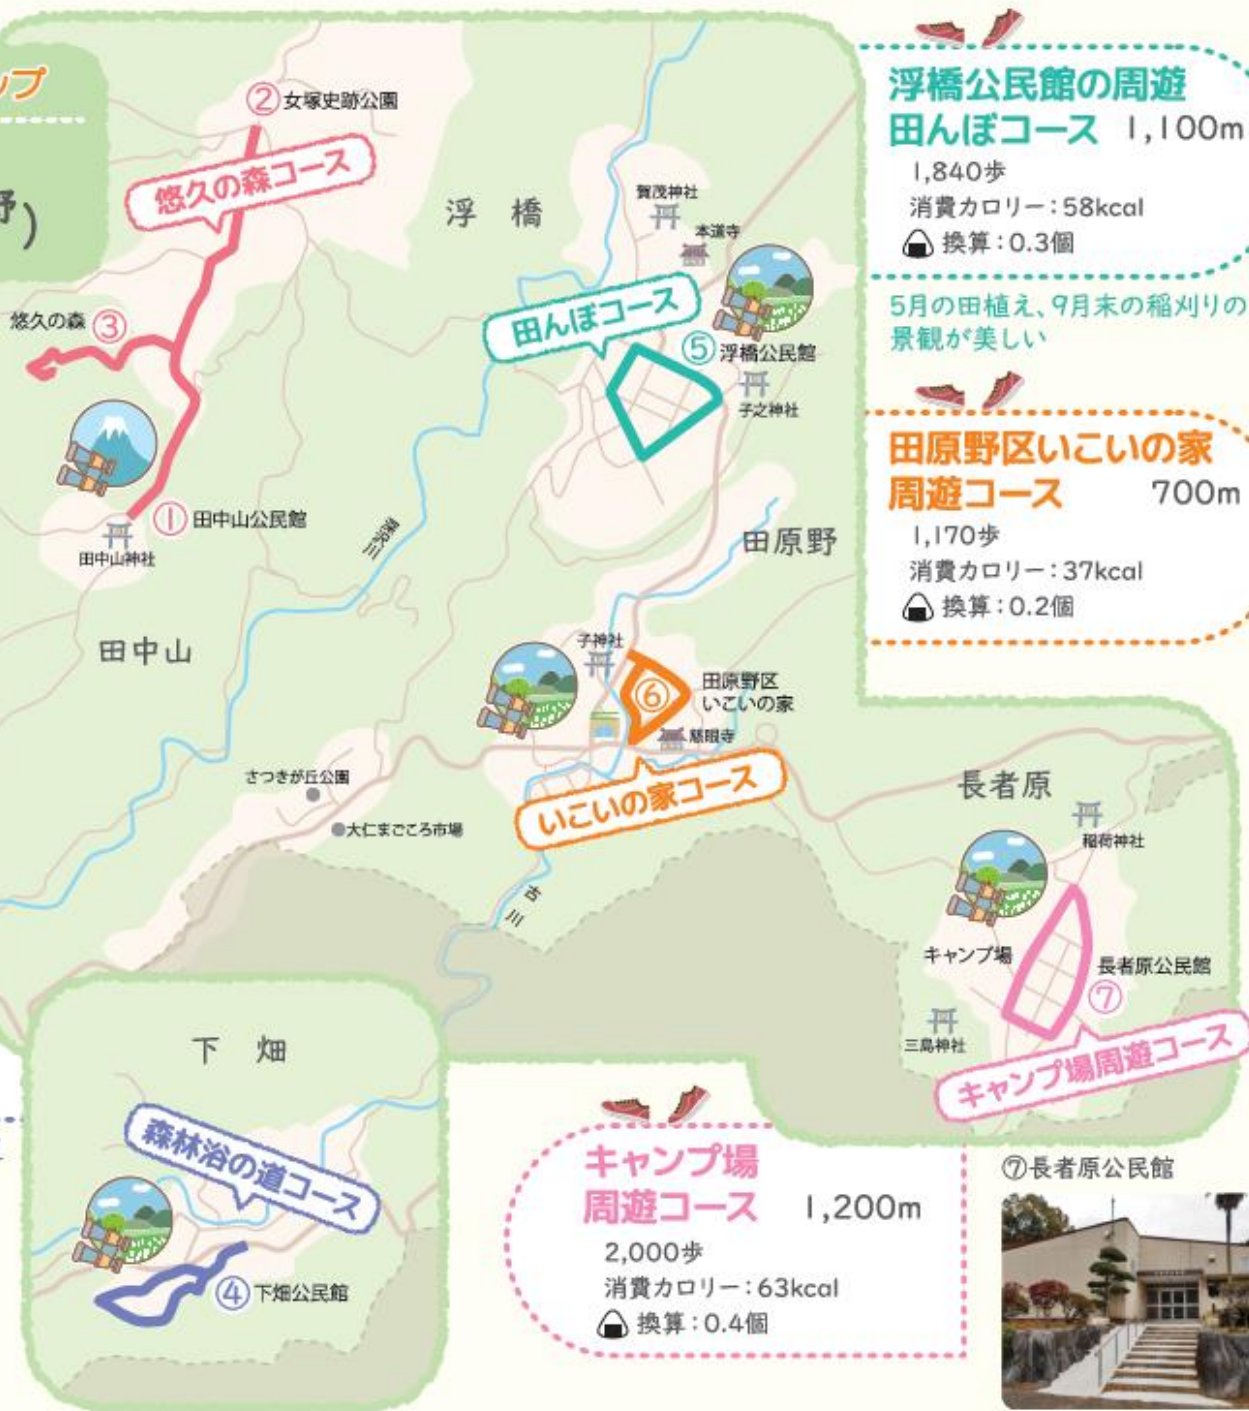 ップ
野)
②女塚史跡公園
悠久の森コース
悠久の森③
①田中山公民館
田中山神社
田中山
浮橋
賀茂神社
本道寺
田んぼコース
⑤浮橋公民館
子之神社
深沢川
田原野
子神社
⑥
田原野区
いこいの家
慈眼寺
いこいの家コース
さつきが丘公園
大仁まごころ市場
古川
長者原
稲荷神社
キャンプ場
長者原公民館
⑦
三島神社
キャンプ場周遊コース
下畑
森林浴の道コース
④下畑公民館
浮橋公民館の周遊
田んぼコース 1,100m
1,840歩
消費カロリー:58kcal
換算:0.3個
5月の田植え、9月末の稲刈りの
景観が美しい
田原野区いこいの家
周遊コース 700m
1,170歩
消費カロリー:37kcal
換算:0.2個
キャンプ場
周遊コース 1,200m
2,000歩
消費カロリー:63kcal
換算:0.4個
⑦長者原公民館